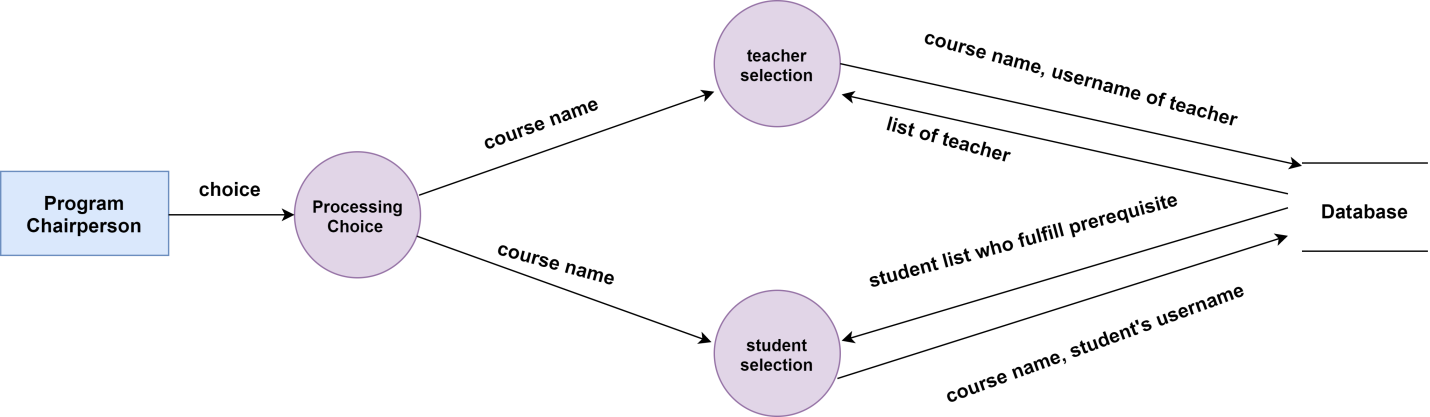 Program
Chairperson
choice
Processing
Choice
course name
course name
teacher
selection
student
selection
course name, username of teacher
list of teacher
student list who fulfill prerequisite
course name, student's username
Database